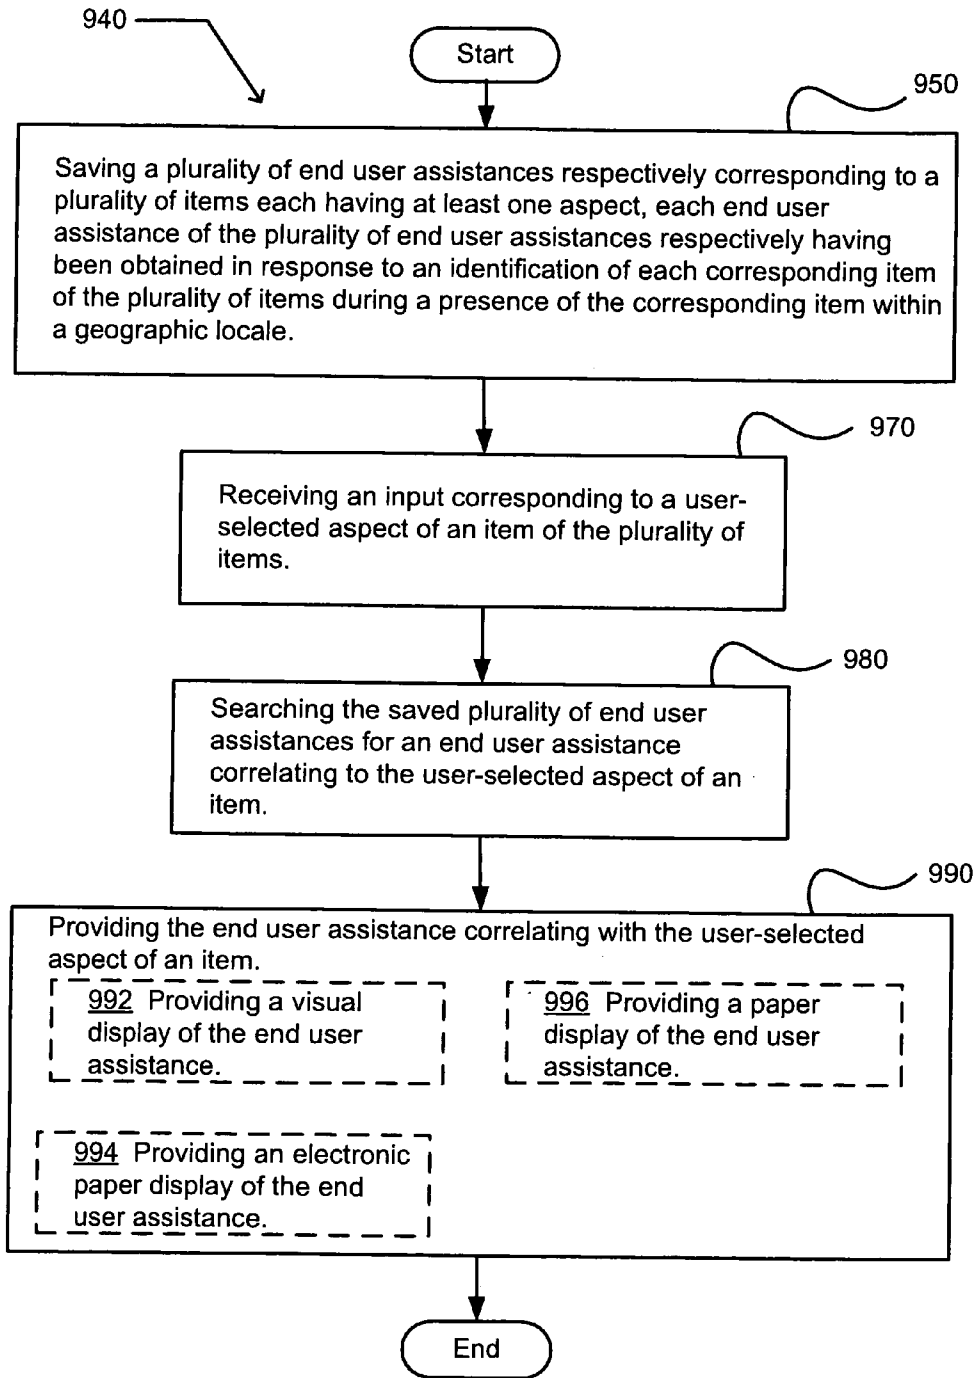 940
Start
950
Saving a plurality of end user assistances respectively corresponding to a
plurality of items each having at least one aspect, each end user
assistance of the plurality of end user assistances respectively having
been obtained in response to an identification of each corresponding item
of the plurality of items during a presence of the corresponding item within
a geographic locale.
970
Receiving an input corresponding to a user-
selected aspect of an item of the plurality of
items.
980
Searching the saved plurality of end user
assistances for an end user assistance
correlating to the user-selected aspect of an
item.
990
Providing the end user assistance correlating with the user-selected
aspect of an item.
992 Providing a visual
display of the end user
assistance.
996 Providing a paper
display of the end user
assistance.
994 Providing an electronic
paper display of the end
user assistance.
End